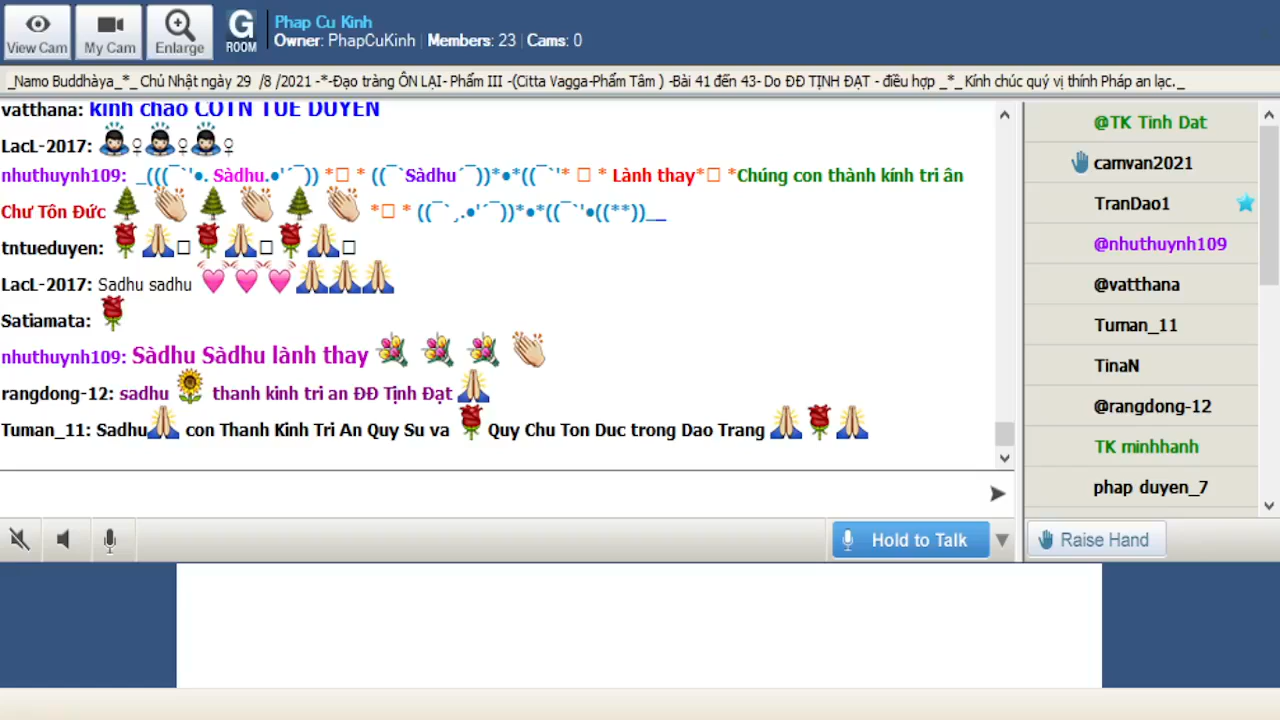 View Cam
My Cam
Enlarge
G
ROOM
Phap Cu Kinh
Owner: PhapCuKinh | Members: 23 | Cams: 0
_Namo Buddhàya_*_ Chủ Nhật ngày 29 /8 /2021 -*-Đạo tràng ÔN LẠI- Phẩm III -(Citta Vagga-Phẩm Tâm ) -Bài 41 đến 43- Do ĐĐ TỊNH ĐẠT - điều hợp _*_ Kính chúc quý vị thính Pháp an lạc._
vatthana: kinh chao COTN TUE DUYEN
LacL-2017: 🙇♀🙇♀🙇♀
nhuthuynh109: _(((¯`'•. Sàdhu.•'´¯)) *□ * ((¯`Sàdhu´¯))*•*((¯`'* □ * Lành thay*□ *Chúng con thành kính tri ân
Chư Tôn Đức 🌲 👏 🌲 👏 🌲 👏 *□ * ((¯`¸.•'´¯))*•*((¯`'•((**))__
tntueduyen: 🌹🙏□🌹🙏□🌹🙏□
LacL-2017: Sadhu sadhu 💓💓💓🙏🙏🙏
Satiamata: 🌹
nhuthuynh109: Sàdhu Sàdhu lành thay 💐 💐 💐 👏
rangdong-12: sadhu 🌻 thanh kinh tri an ĐĐ Tịnh Đạt 🙏
Tuman_11: Sadhu🙏 con Thanh Kinh Tri An Quy Su va 🌹Quy Chu Ton Duc trong Dao Trang 🙏🌹🙏
Hold to Talk
@TK Tinh Dat
camvan2021
TranDao1
@nhuthuynh109
@vatthana
Tuman_11
TinaN
@rangdong-12
TK minhhanh
phap duyen_7
Raise Hand